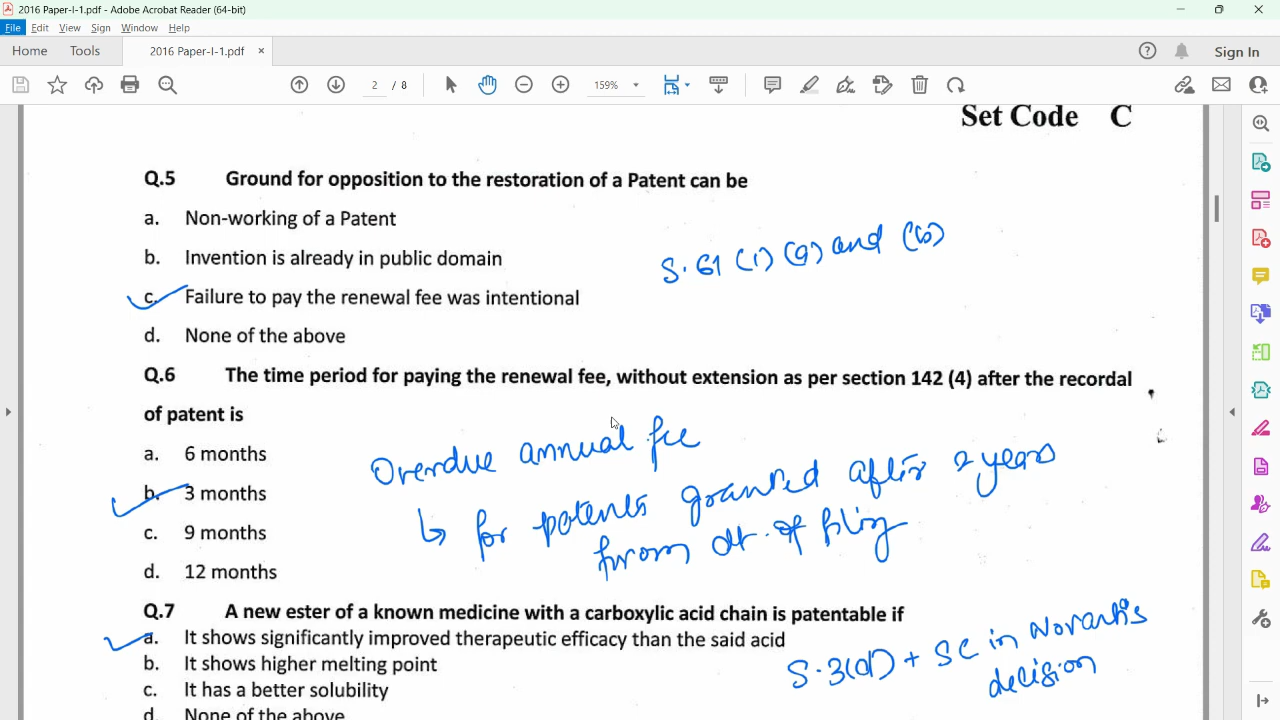 2016 Paper-I-1.pdf - Adobe Acrobat Reader (64-bit)
File Edit View Sign Window Help
Home Tools 2016 Paper-I-1.pdf × Sign In
2 / 8 159%
Set Code C
Q.5 Ground for opposition to the restoration of a Patent can be
a. Non-working of a Patent
b. Invention is already in public domain
S.61 (1) (a) and (b)
c. Failure to pay the renewal fee was intentional
d. None of the above
Q.6 The time period for paying the renewal fee, without extension as per section 142 (4) after the recordal
of patent is
a. 6 months
Overdue annual fee
b. 3 months
↳ for patents granted after 2 years
c. 9 months
from dt. of filing
d. 12 months
Q.7 A new ester of a known medicine with a carboxylic acid chain is patentable if
a. It shows significantly improved therapeutic efficacy than the said acid
b. It shows higher melting point
S.3(d) + SC in Novartis
decision
c. It has a better solubility
d. None of the above